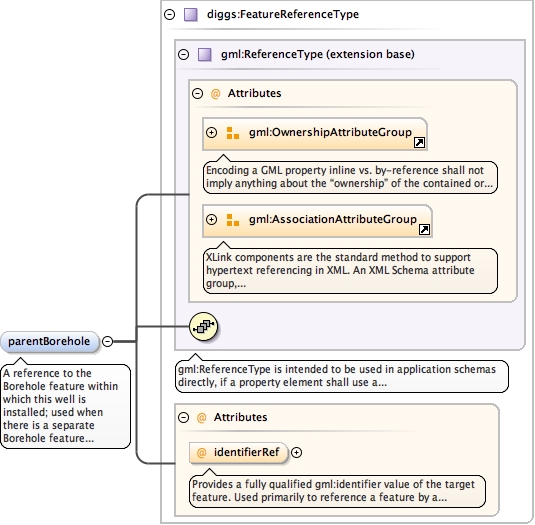 diggs:FeatureReferenceType
gml:ReferenceType (extension base)
@ Attributes
gml:OwnershipAttributeGroup
Encoding a GML property inline vs. by-reference shall not
imply anything about the “ownership” of the contained or...
gml:AssociationAttributeGroup
XLink components are the standard method to support
hypertext referencing in XML. An XML Schema attribute
group,...
parentBorehole
A reference to the
Borehole feature within
which this well is
installed; used when
there is a separate
Borehole feature...
gml:ReferenceType is intended to be used in application schemas
directly, if a property element shall use a...
@ Attributes
@ identifierRef
Provides a fully qualified gml:identifier value of the target
feature. Used primarily to reference a feature by a...